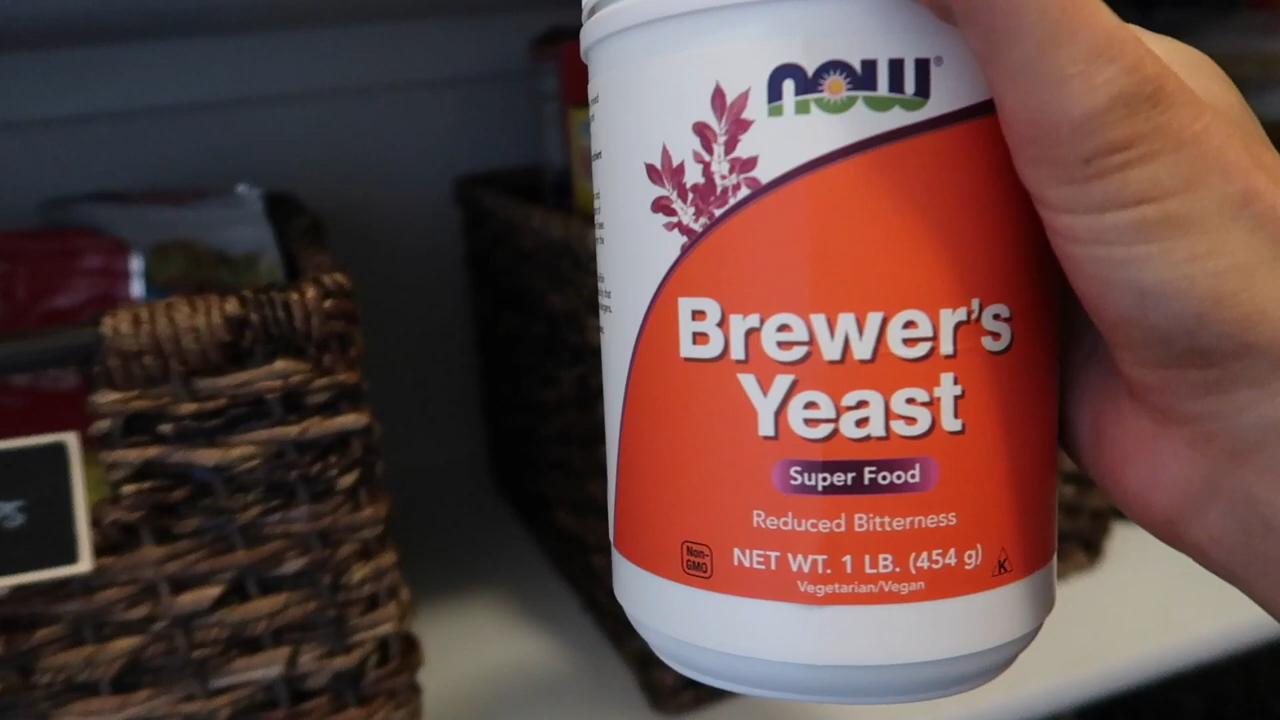 now®
Brewer's
Yeast
Super Food
Reduced Bitterness
Non-
GMO
NET WT. 1 LB. (454 g)
K
Vegetarian/Vegan